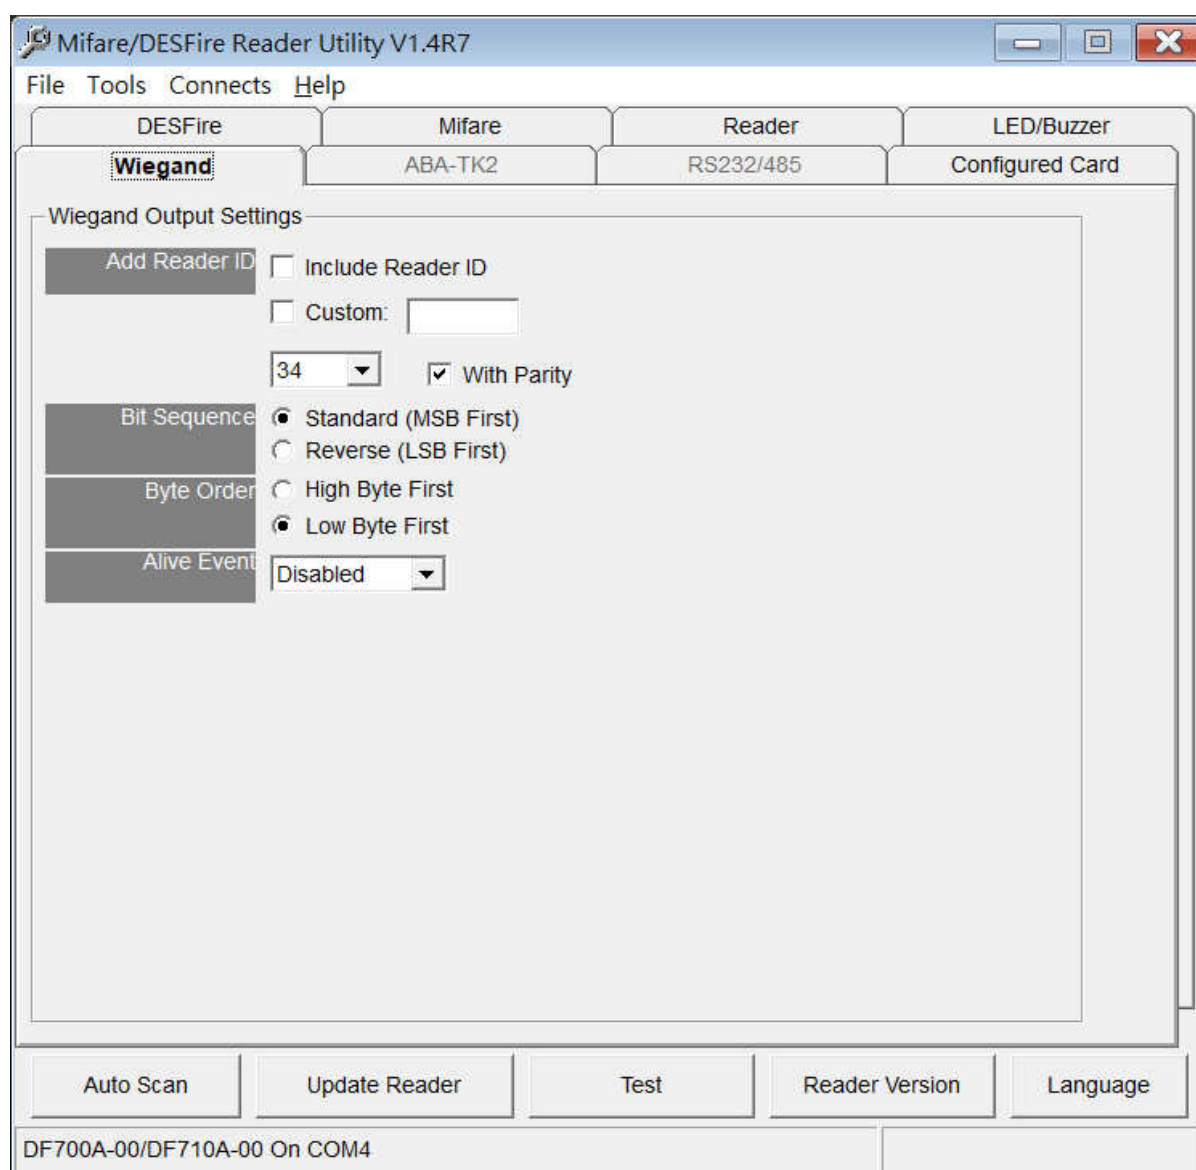 Mifare/DESFire Reader Utility V1.4R7
File Tools Connects Help
DESFire Mifare Reader LED/Buzzer
Wiegand ABA-TK2 RS232/485 Configured Card
Wiegand Output Settings
Add Reader ID Include Reader ID
Custom:
34 With Parity
Bit Sequence Standard (MSB First)
Reverse (LSB First)
Byte Order High Byte First
Low Byte First
Alive Event Disabled
Auto Scan Update Reader Test Reader Version Language
DF700A-00/DF710A-00 On COM4